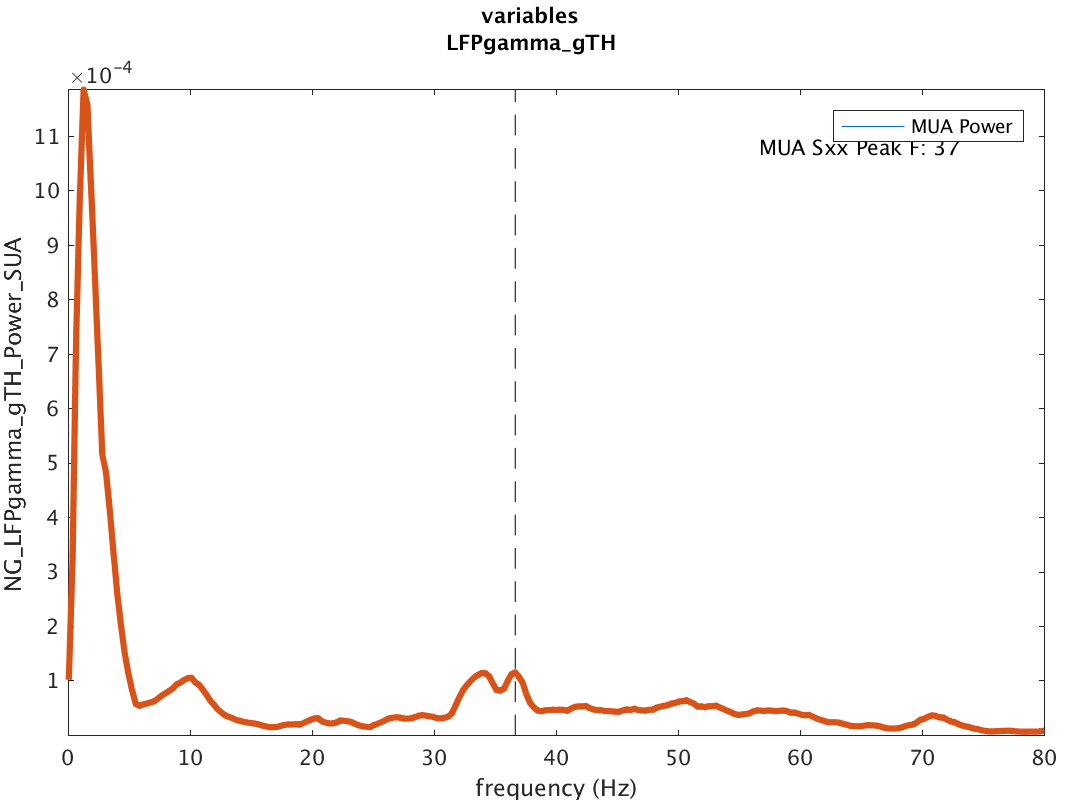 variables
LFPgamma_gTH
×10-4
MUA Power
MUA Sxx Peak F: 37
11
10
9
8
7
6
5
4
3
2
1
NG_LFPgamma_gTH_Power_SUA
0 10 20 30 40 50 60 70 80
frequency (Hz)